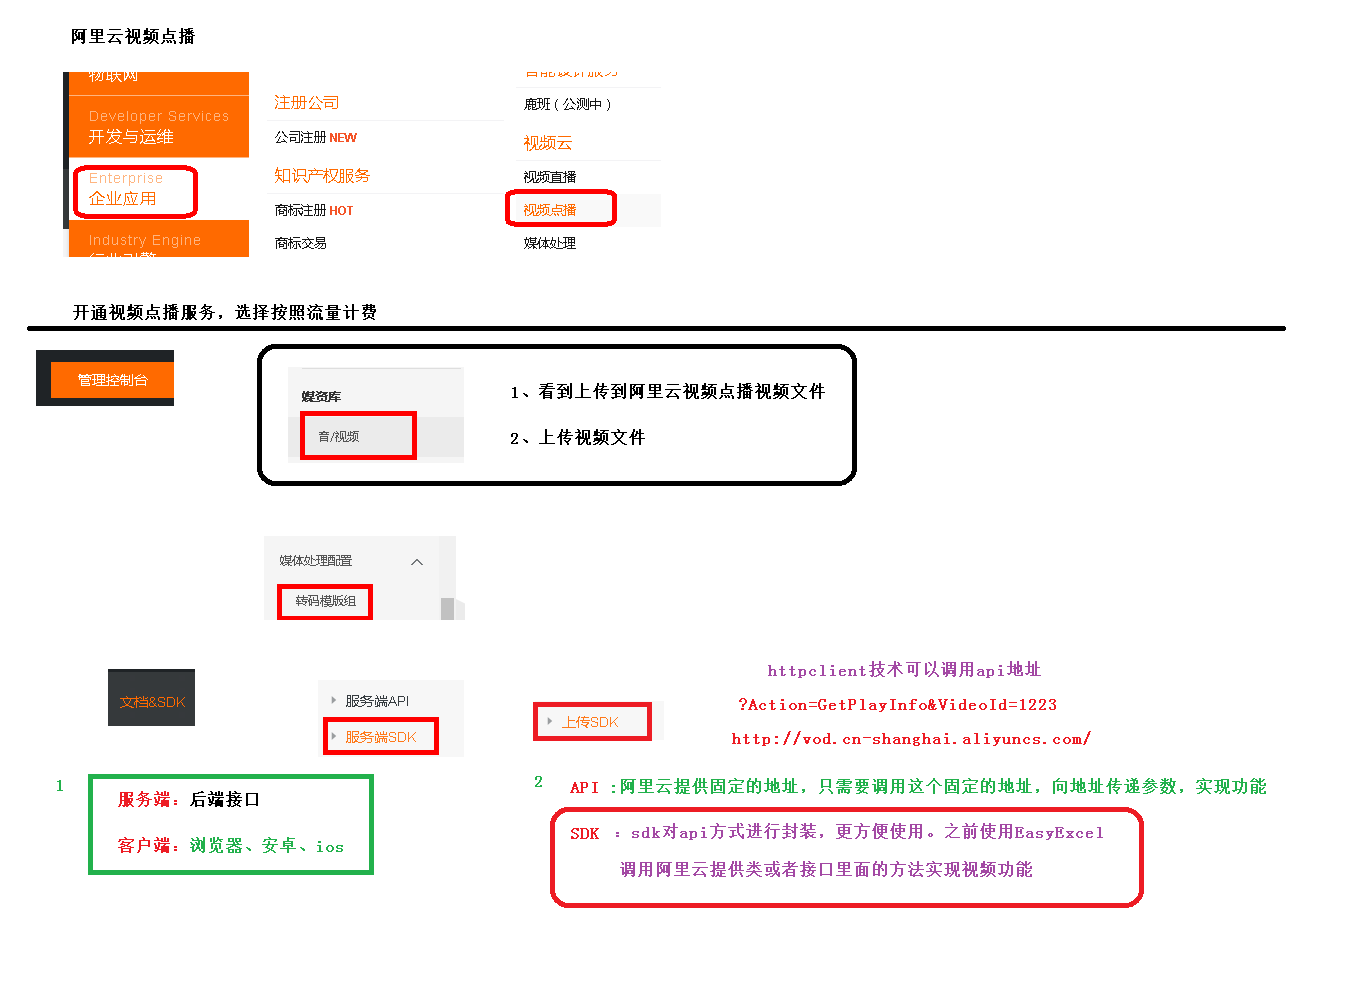 阿里云视频点播
物联网
Developer Services
开发与运维
Enterprise
企业应用
Industry Engine
行业引擎
注册公司
公司注册 NEW
知识产权服务
商标注册 HOT
商标交易
智能设计服务
鹿班（公测中）
视频云
视频直播
视频点播
媒体处理
开通视频点播服务，选择按照流量计费
管理控制台
媒资库
音/视频
1、看到上传到阿里云视频点播视频文件
2、上传视频文件
媒体处理配置
转码模版组
文档&SDK
服务端API
服务端SDK
上传SDK
httpclient技术可以调用api地址
?Action=GetPlayInfo&VideoId=1223
http://vod.cn-shanghai.aliyuncs.com/
1
服务端：后端接口
客户端：浏览器、安卓、ios
2
API ：阿里云提供固定的地址，只需要调用这个固定的地址，向地址传递参数，实现功能
SDK ：sdk对api方式进行封装，更方便使用。之前使用EasyExcel
调用阿里云提供类或者接口里面的方法实现视频功能